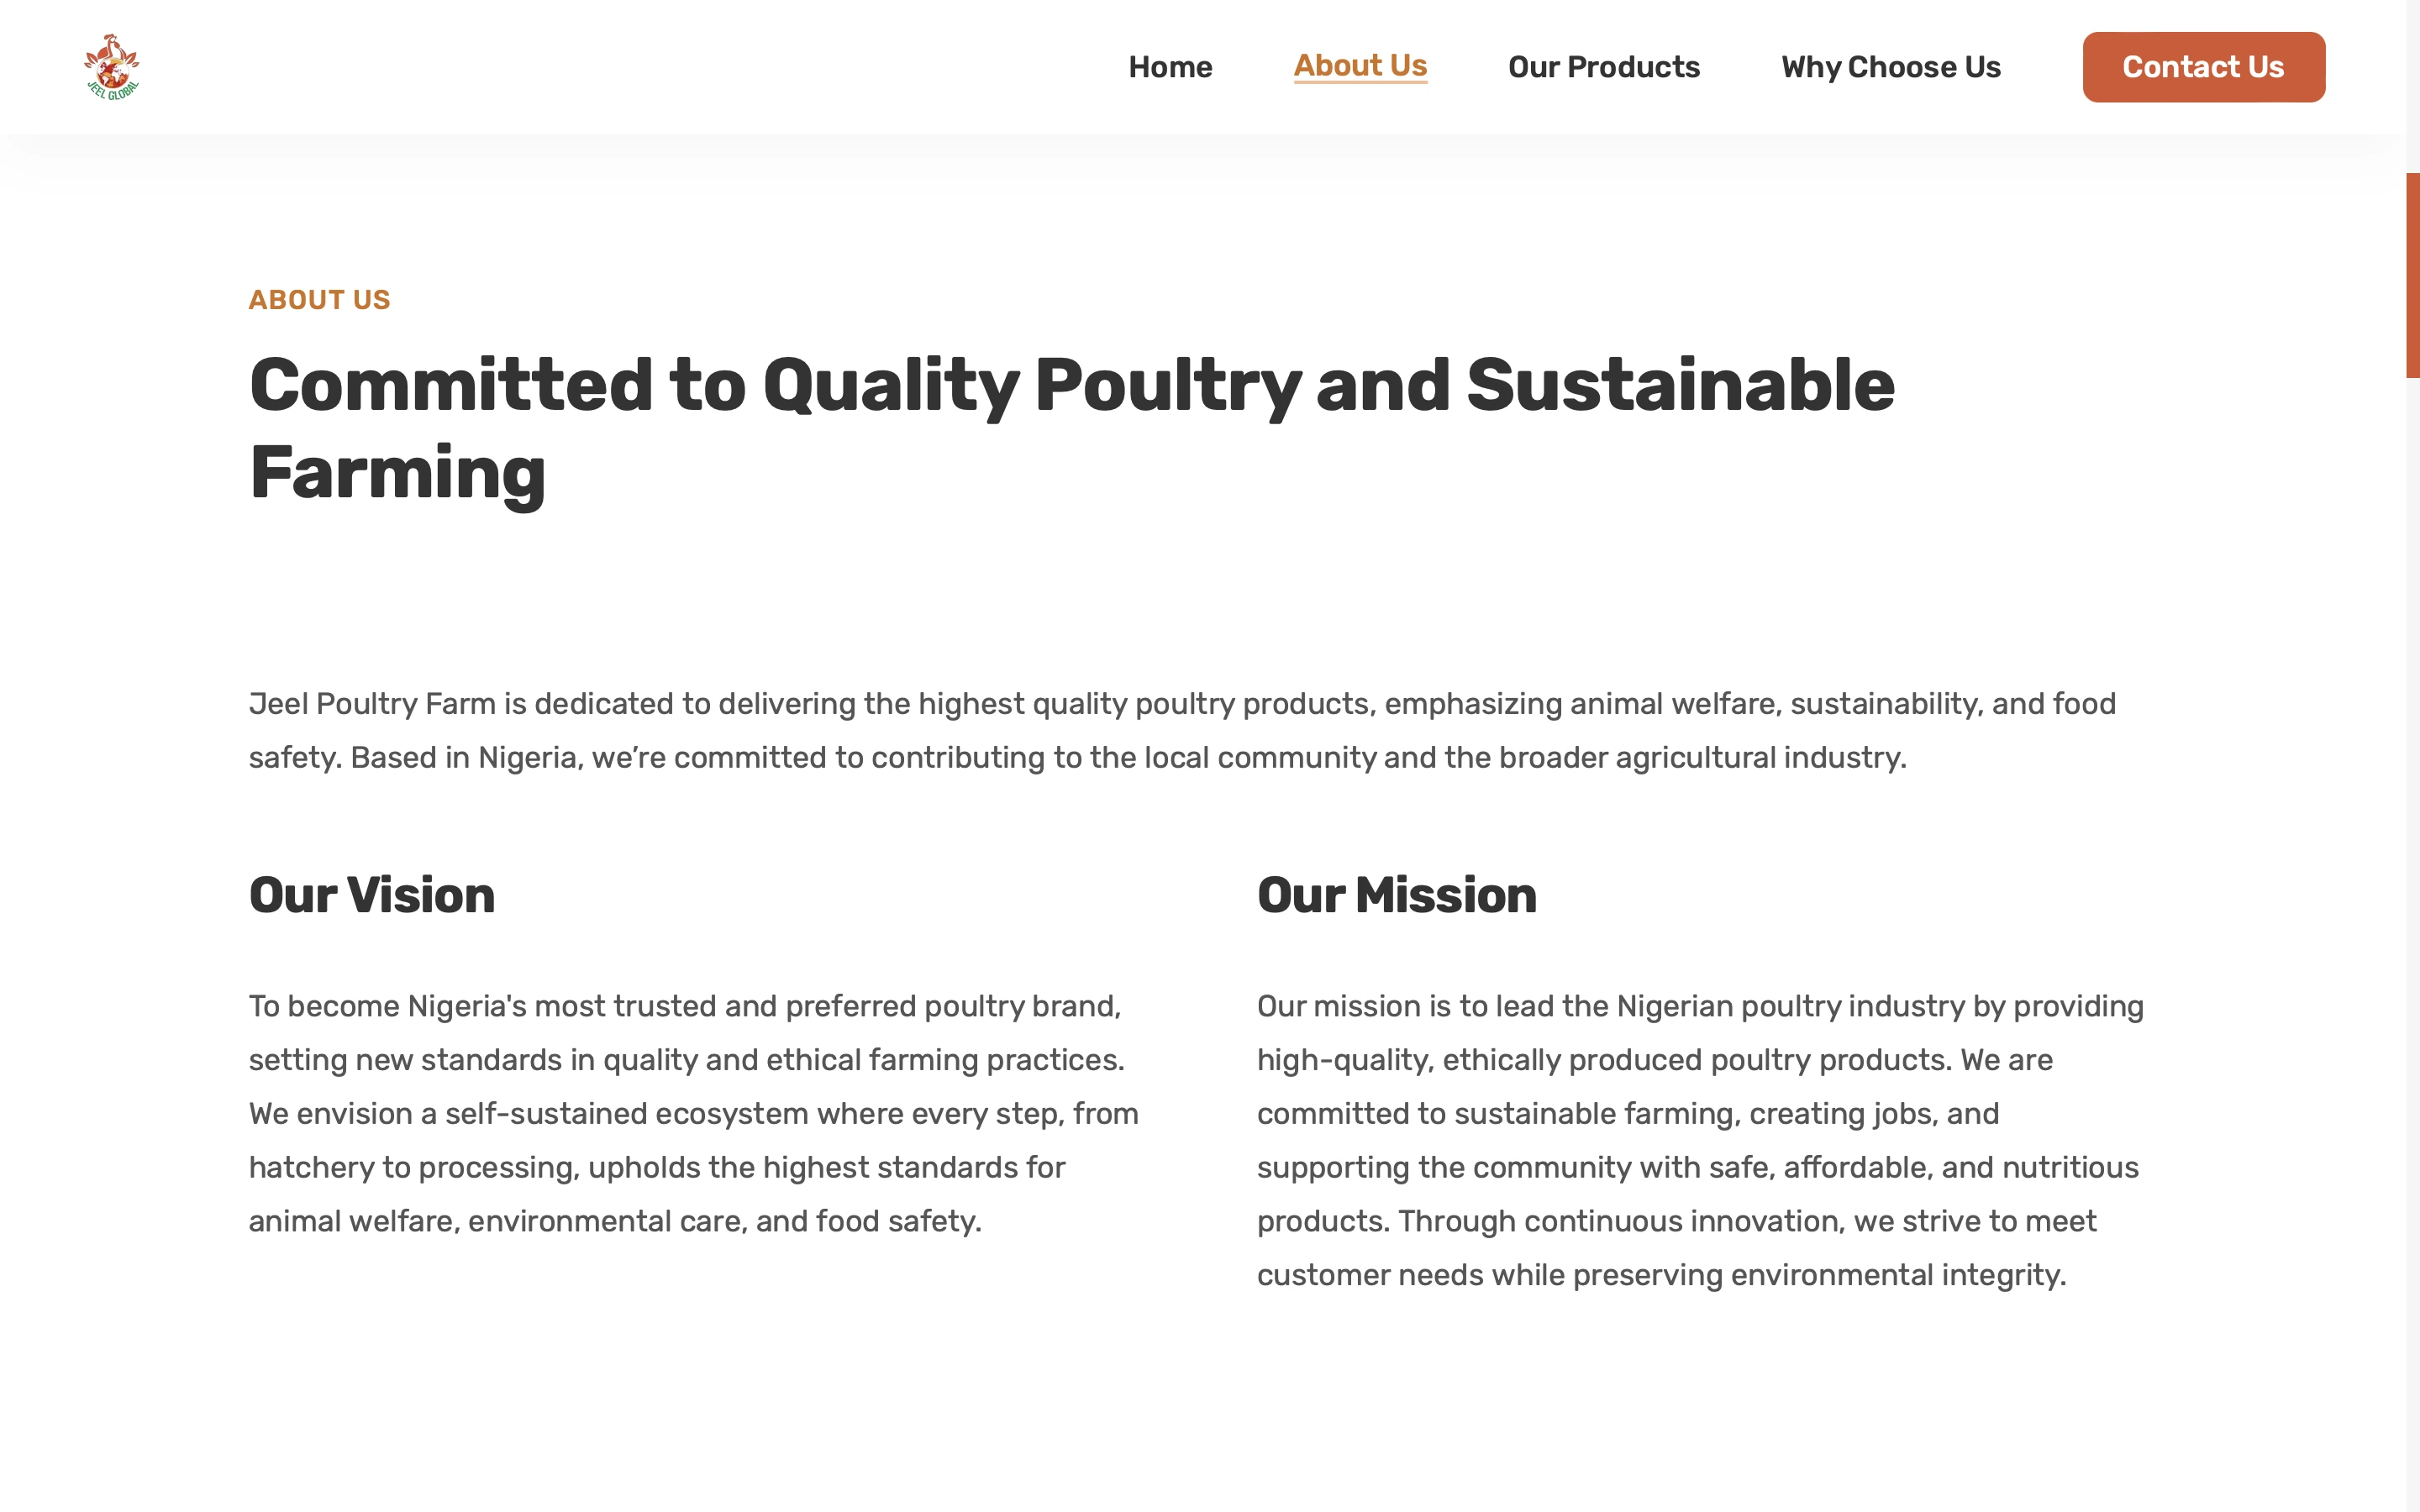 JEEL GLOBAL
Home
About Us
Our Products
Why Choose Us
Contact Us
ABOUT US
Committed to Quality Poultry and Sustainable
Farming
Jeel Poultry Farm is dedicated to delivering the highest quality poultry products, emphasizing animal welfare, sustainability, and food
safety. Based in Nigeria, we’re committed to contributing to the local community and the broader agricultural industry.
Our Vision
To become Nigeria's most trusted and preferred poultry brand,
setting new standards in quality and ethical farming practices.
We envision a self-sustained ecosystem where every step, from
hatchery to processing, upholds the highest standards for
animal welfare, environmental care, and food safety.
Our Mission
Our mission is to lead the Nigerian poultry industry by providing
high-quality, ethically produced poultry products. We are
committed to sustainable farming, creating jobs, and
supporting the community with safe, affordable, and nutritious
products. Through continuous innovation, we strive to meet
customer needs while preserving environmental integrity.